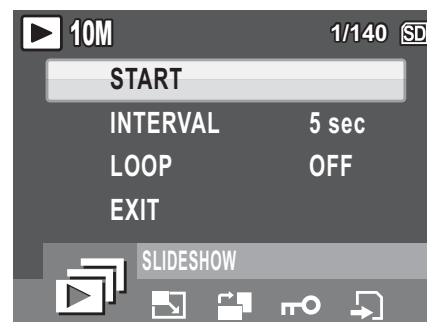 10M 1/140 SD
START
INTERVAL 5 sec
LOOP OFF
EXIT
SLIDESHOW